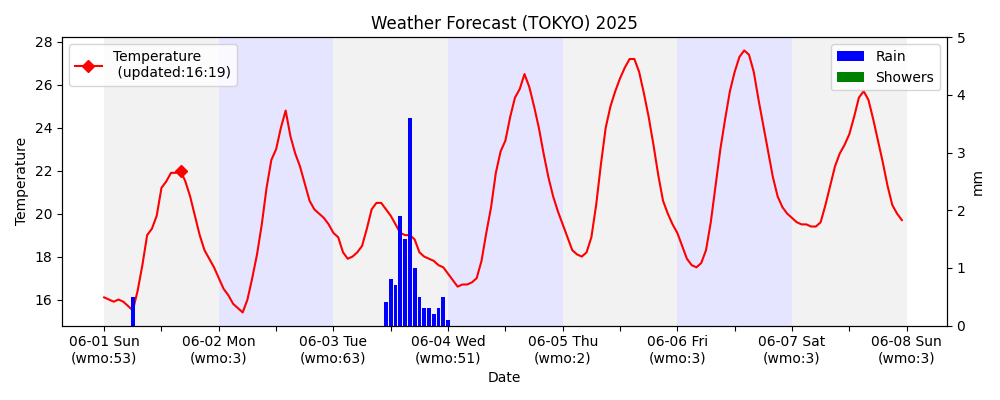 Weather Forecast (TOKYO) 2025
Temperature
(updated:16:19)
Rain
Showers
28
26
24
22
20
18
16
Temperature
5
4
3
2
1
0
mm
06-01 Sun
(wmo:53)
06-02 Mon
(wmo:3)
06-03 Tue
(wmo:63)
06-04 Wed
(wmo:51)
06-05 Thu
(wmo:2)
06-06 Fri
(wmo:3)
06-07 Sat
(wmo:3)
06-08 Sun
(wmo:3)
Date